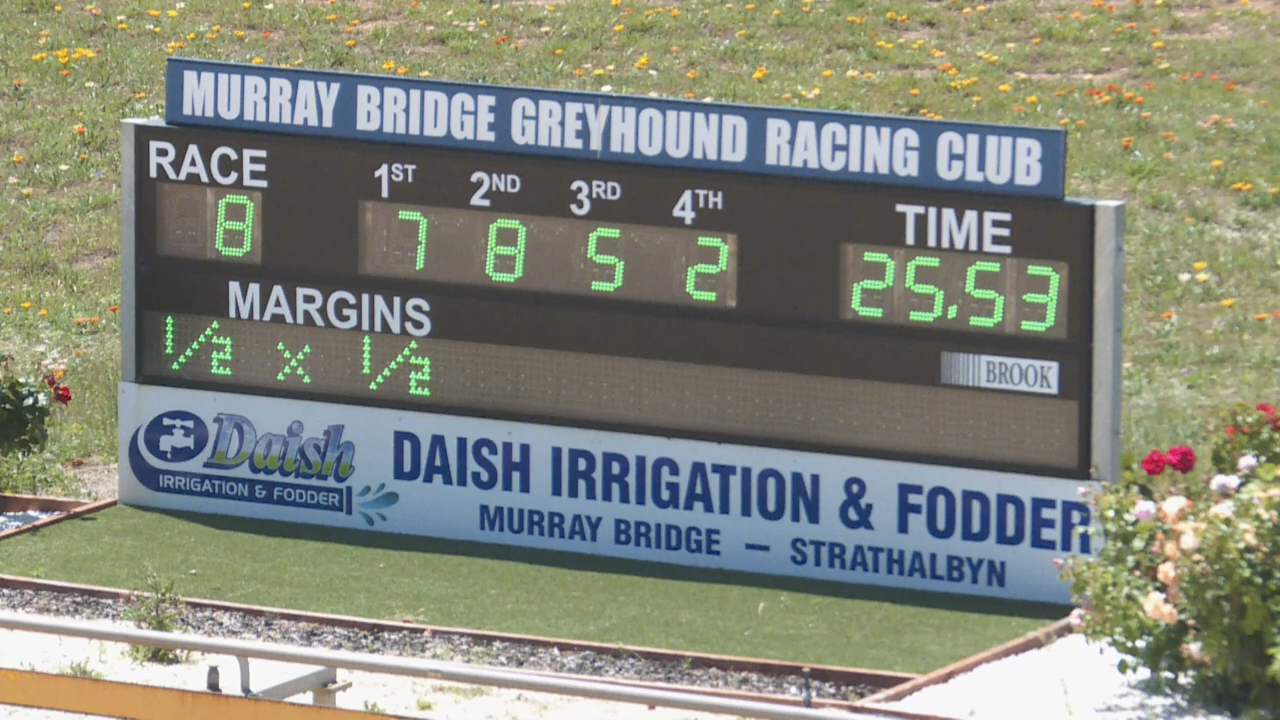 MURRAY BRIDGE GREYHOUND RACING CLUB
RACE 1ST 2ND 3RD 4TH TIME
8 7 8 5 2 25.53
MARGINS
1/2 x 1/2
BROOK
Daish
IRRIGATION & FODDER
DAISH IRRIGATION & FODDER
MURRAY BRIDGE — STRATHALBYN